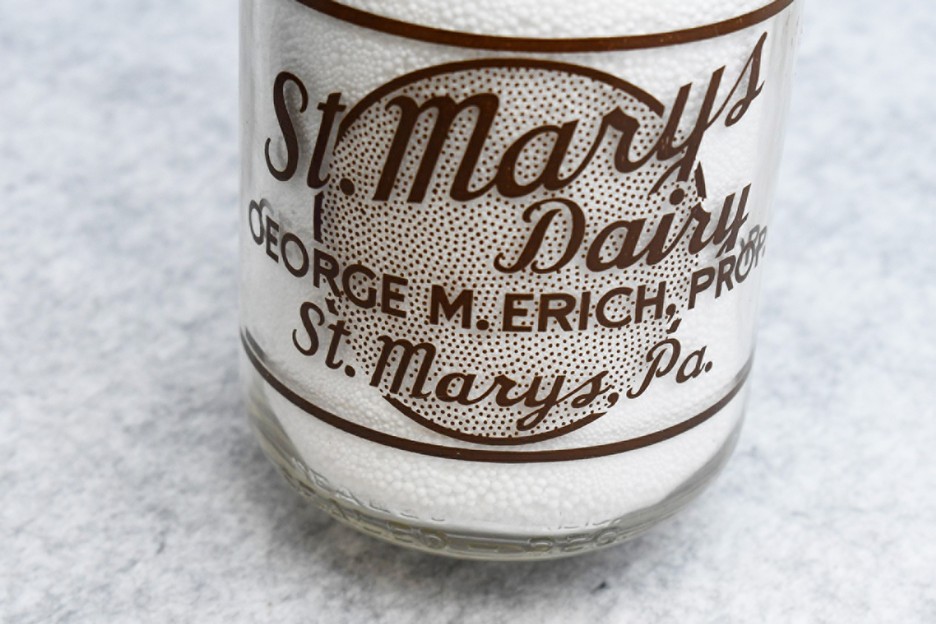 St. Marys
Dairy
GEORGE M. ERICH, PROP.
St. Marys, Pa.